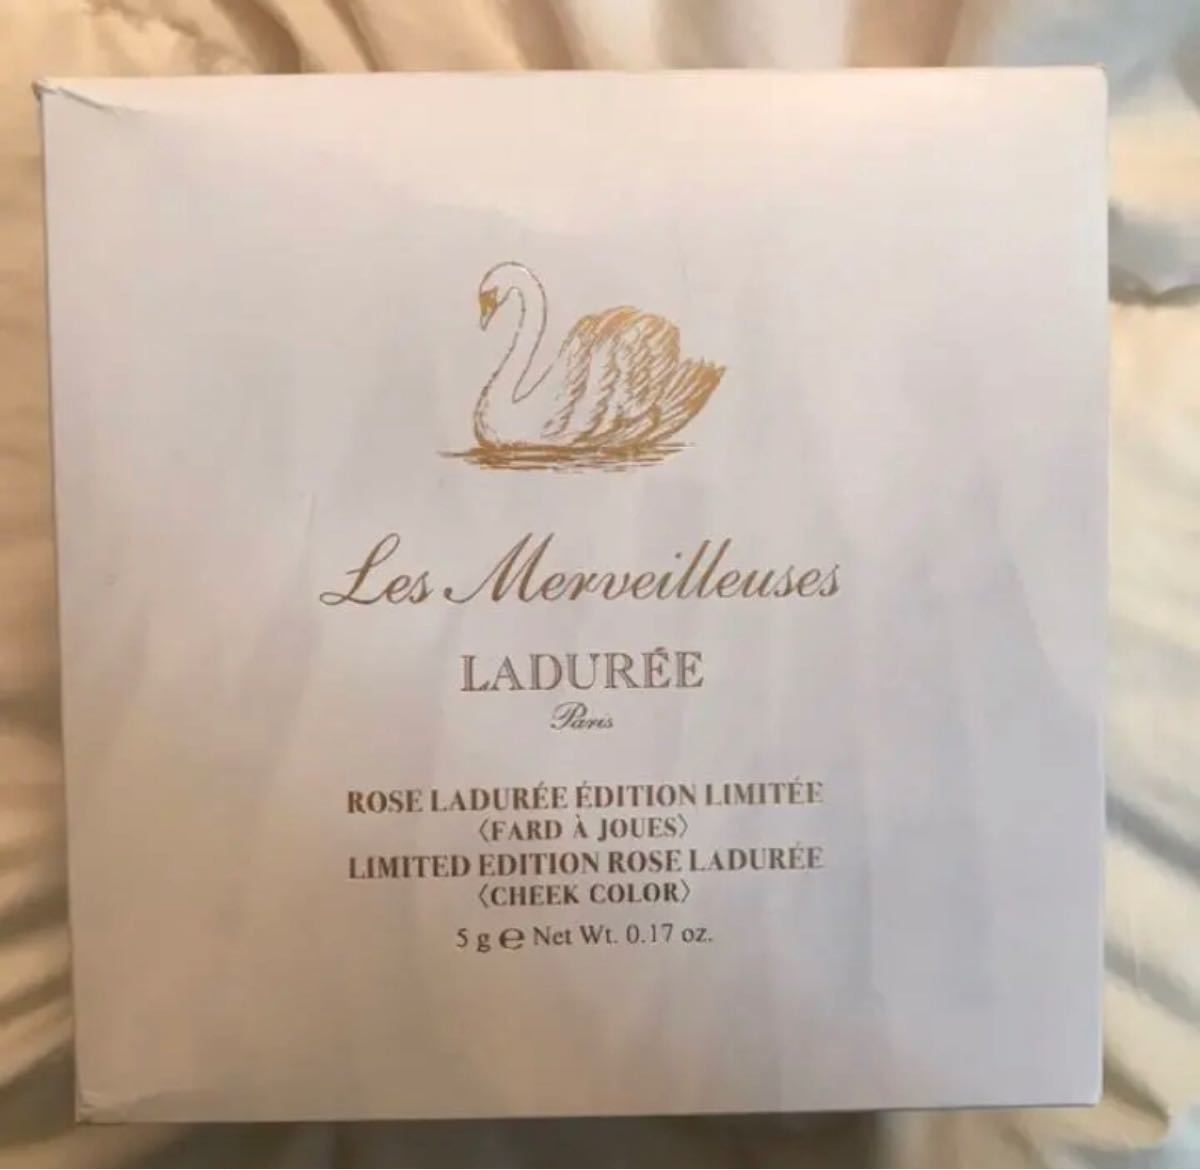 Les Merveilleuses
LADURÉE
Paris
ROSE LADURÉE ÉDITION LIMITÉE
〈FARD À JOUES〉
LIMITED EDITION ROSE LADURÉE
〈CHEEK COLOR〉
5 g ℮ Net Wt. 0.17 oz.